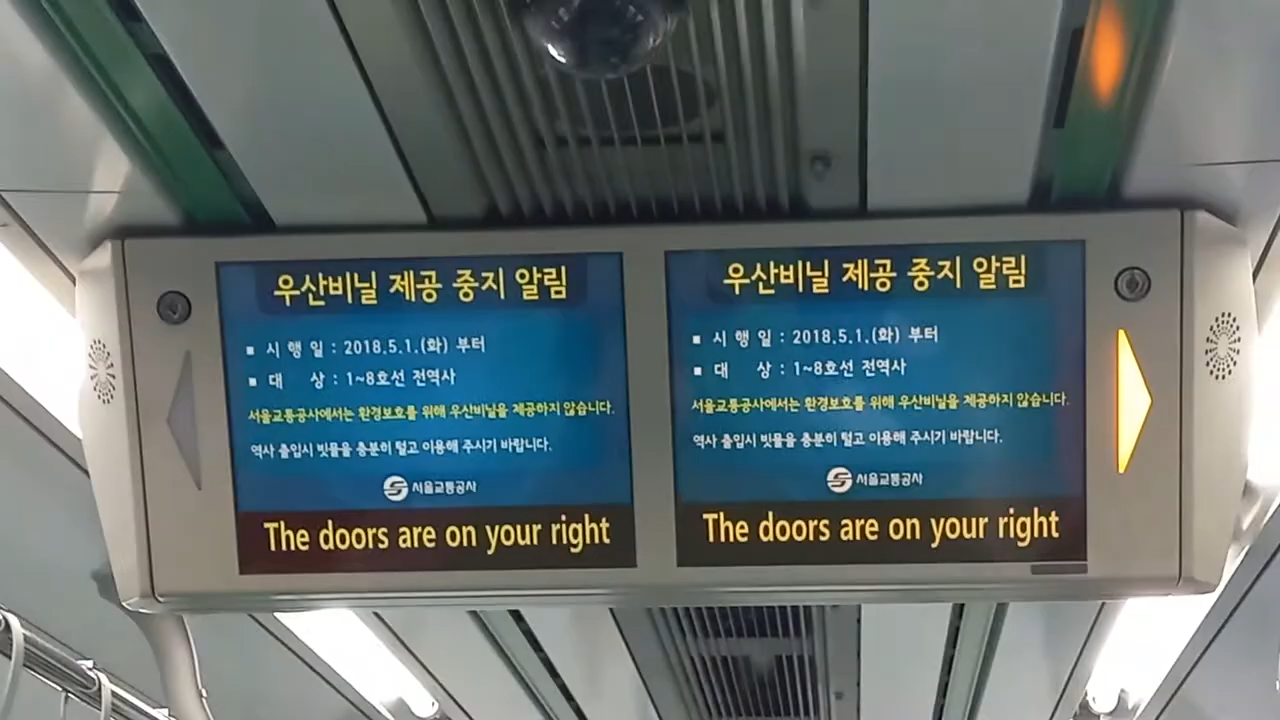 우산비닐 제공 중지 알림
■ 시 행 일 : 2018.5.1.(화) 부터
■ 대 상 : 1~8호선 전역사
서울교통공사에서는 환경보호를 위해 우산비닐을 제공하지 않습니다.
역사 출입시 빗물을 충분히 털고 이용해 주시기 바랍니다.
서울교통공사
The doors are on your right
우산비닐 제공 중지 알림
■ 시 행 일 : 2018.5.1.(화) 부터
■ 대 상 : 1~8호선 전역사
서울교통공사에서는 환경보호를 위해 우산비닐을 제공하지 않습니다.
역사 출입시 빗물을 충분히 털고 이용해 주시기 바랍니다.
서울교통공사
The doors are on your right